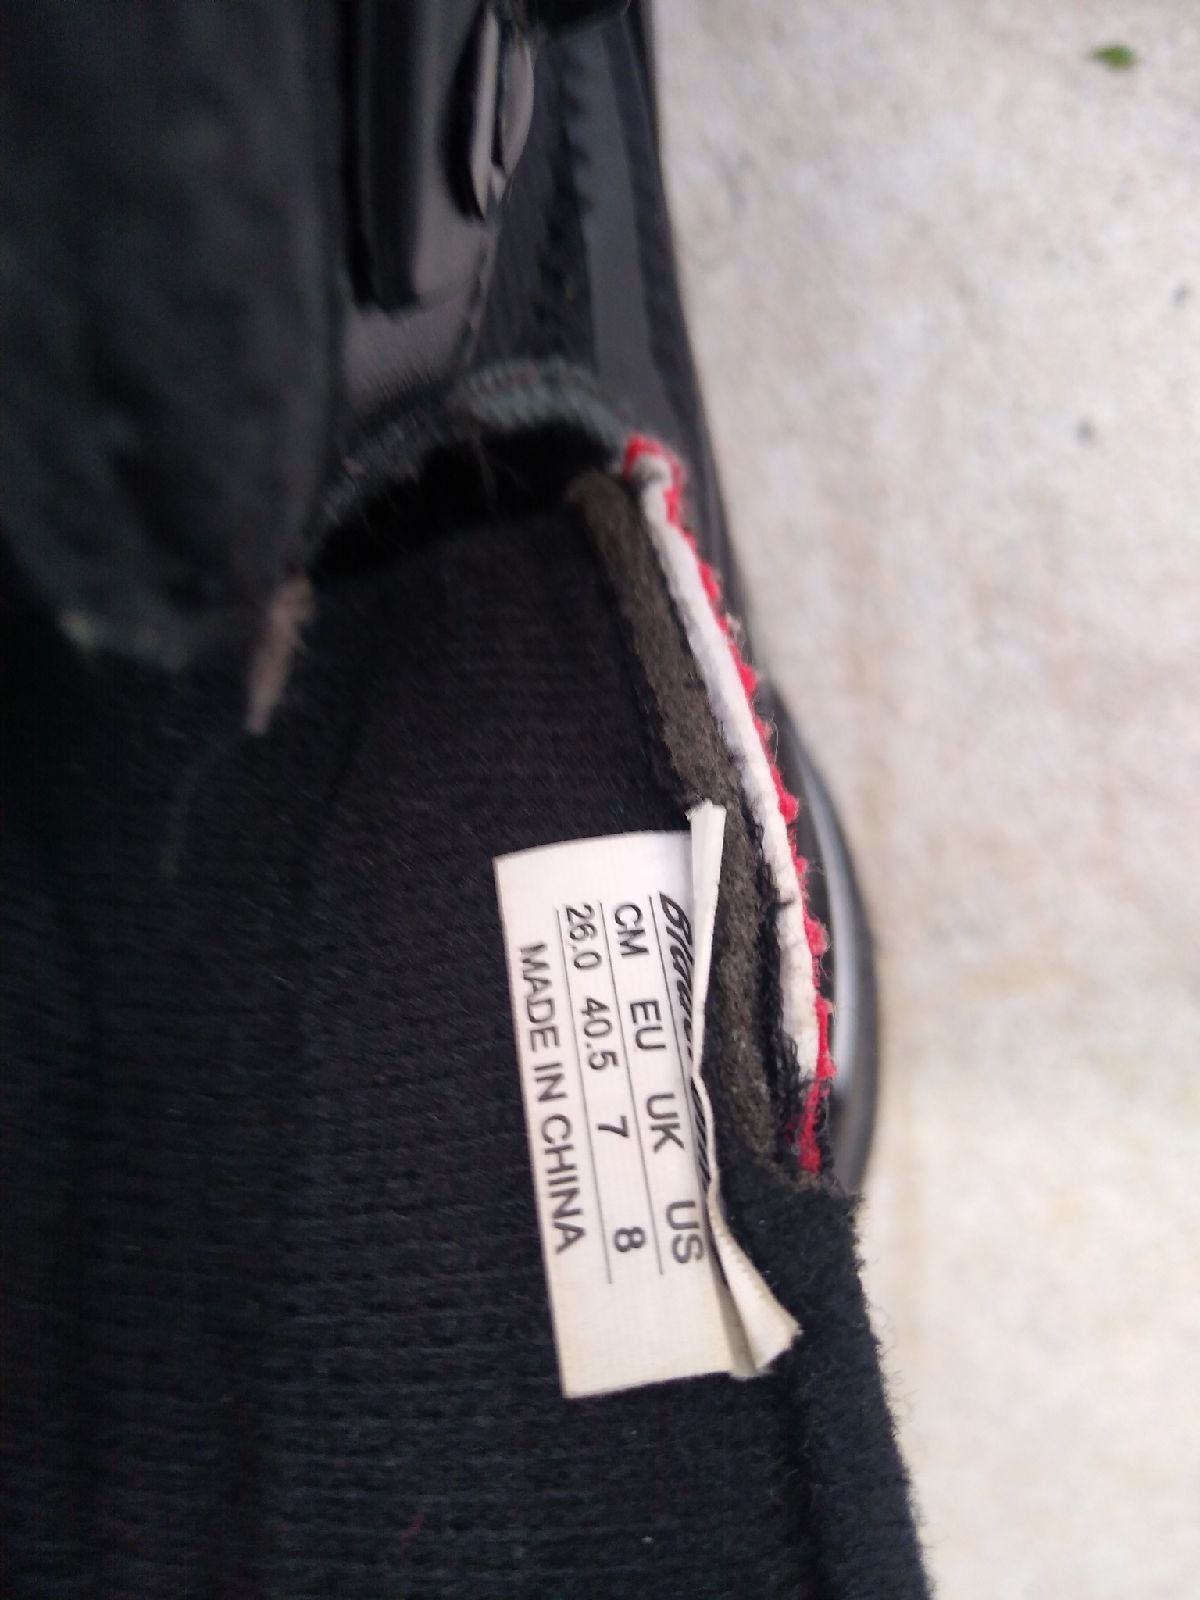 CM EU UK US
26.0 40.5 7 8
MADE IN CHINA